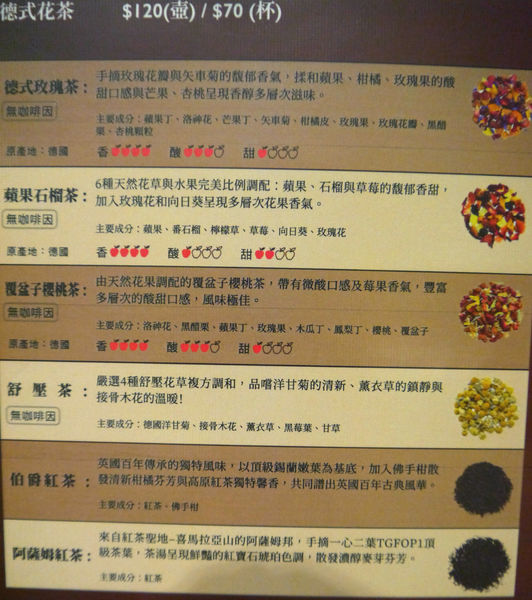 德式花茶 $120(壺) / $70 (杯)
德式玫瑰茶：
無咖啡因
手摘玫瑰花瓣與矢車菊的馥郁香氣，揉和蘋果、柑橘、玫瑰果的酸
甜口感與芒果、杏桃呈現香醇多層次滋味。
主要成分：蘋果丁、洛神花、芒果丁、矢車菊、柑橘皮、玫瑰果、玫瑰花瓣、黑醋
栗、杏桃顆粒
原產地：德國 香 酸 甜
蘋果石榴茶：
無咖啡因
6種天然花草與水果完美比例調配：蘋果、石榴與草莓的馥郁香甜，
加入玫瑰花和向日葵呈現多層次花果香氣。
主要成分：蘋果、番石榴、檸檬草、草莓、向日葵、玫瑰花
原產地：德國 香 酸 甜
覆盆子櫻桃茶：
無咖啡因
由天然花果調配的覆盆子櫻桃茶，帶有微酸口感及莓果香氣，豐富
多層次的酸甜口感，風味極佳。
主要成分：洛神花、黑醋栗、蘋果丁、玫瑰果、木瓜丁、鳳梨丁、櫻桃、覆盆子
原產地：德國 香 酸 甜
舒壓茶：
無咖啡因
嚴選4種舒壓花草複方調和，品嚐洋甘菊的清新、薰衣草的鎮靜與
接骨木花的溫暖!
主要成分：德國洋甘菊、接骨木花、薰衣草、黑莓葉、甘草
伯爵紅茶：
英國百年傳承的獨特風味，以頂級錫蘭嫩葉為基底，加入佛手柑散
發清新柑橘芬芳與高原紅茶獨特馨香，共同譜出英國百年古典風華。
主要成分：紅茶、佛手柑
阿薩姆紅茶：
來自紅茶聖地–喜馬拉亞山的阿薩姆邦，手摘一心二葉TGFOP1頂
級茶葉，茶湯呈現鮮豔的紅寶石琥珀色調，散發濃醇麥芽芬芳。
主要成分：紅茶